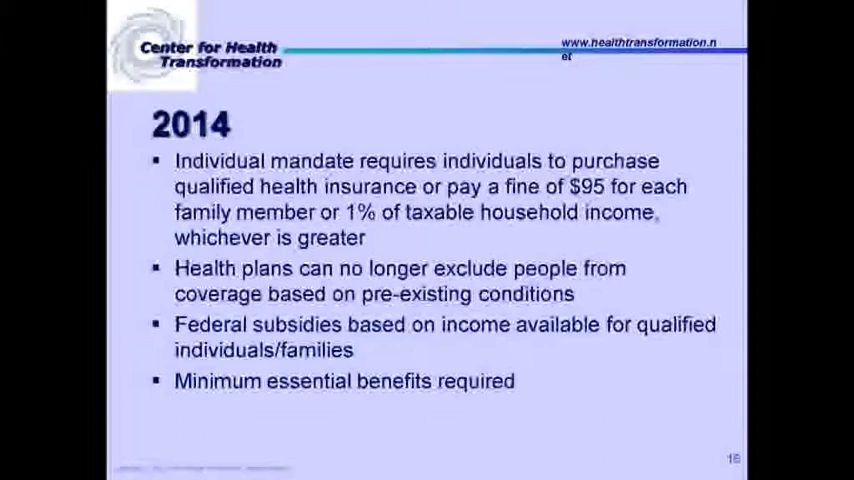 Center for Health
Transformation
www.healthtransformation.n
et
2014
▪ Individual mandate requires individuals to purchase
qualified health insurance or pay a fine of $95 for each
family member or 1% of taxable household income,
whichever is greater
▪ Health plans can no longer exclude people from
coverage based on pre-existing conditions
▪ Federal subsidies based on income available for qualified
individuals/families
▪ Minimum essential benefits required
16